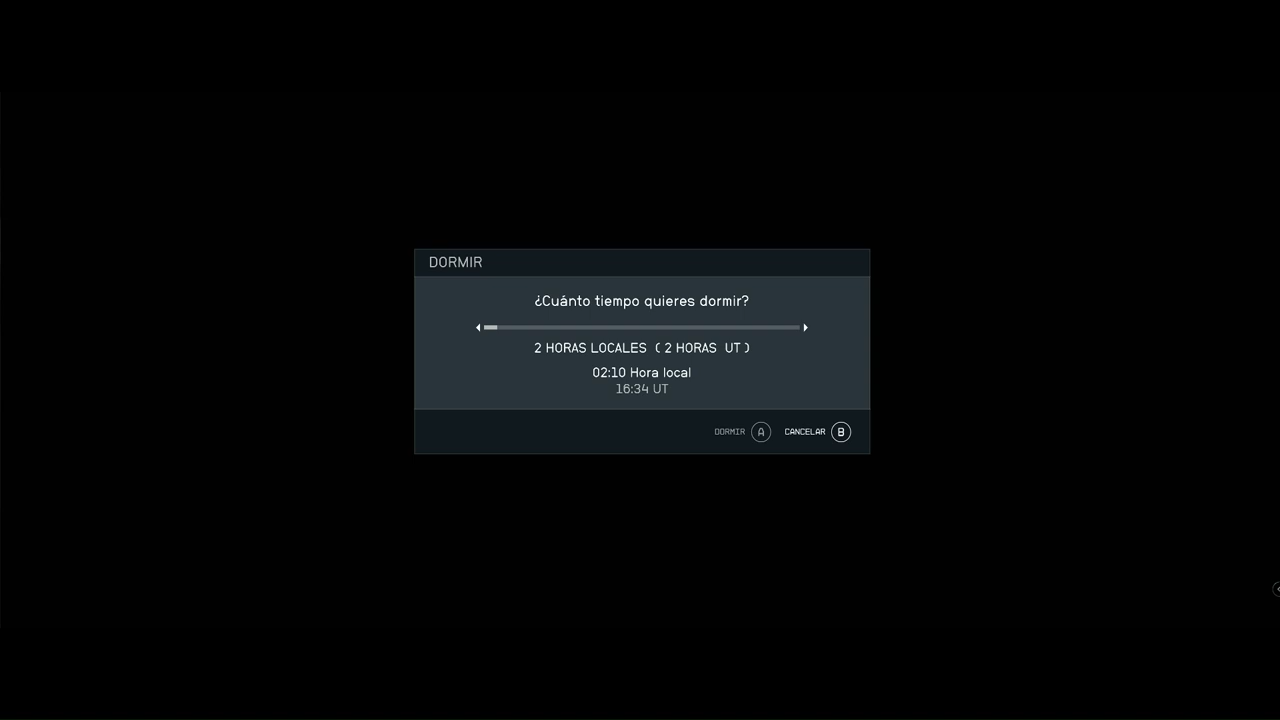 DORMIR
¿Cuánto tiempo quieres dormir?
2 HORAS LOCALES ( 2 HORAS UT )
02:10 Hora local
16:34 UT
DORMIR A CANCELAR B